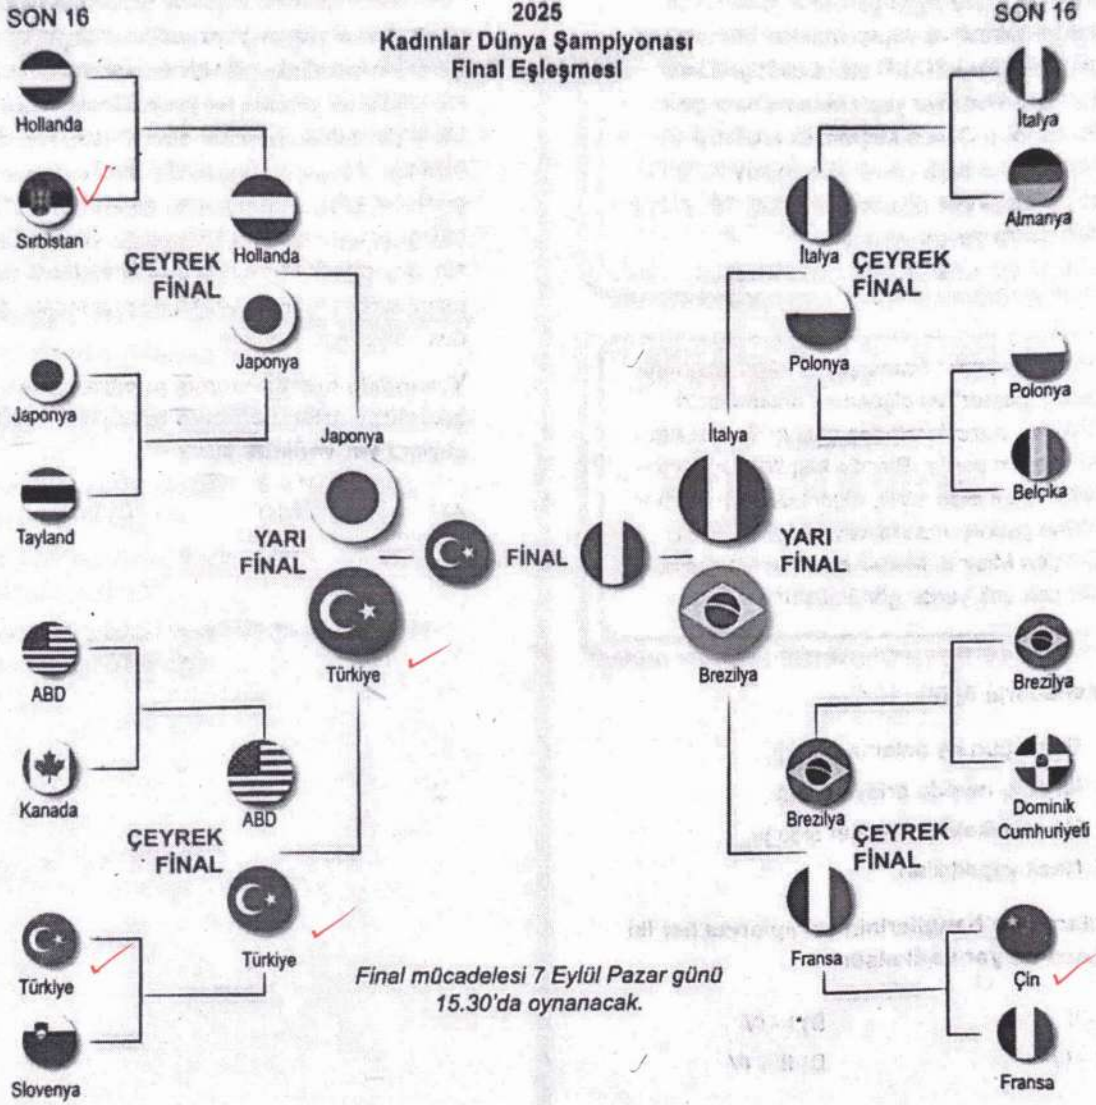 SON 16
2025
SON 16
Kadınlar Dünya Şampiyonası
Final Eşleşmesi
Hollanda
Sırbistan
Hollanda
ÇEYREK
FİNAL
Japonya
Japonya
Tayland
Japonya
YARI
FİNAL
Türkiye
ABD
Kanada
ABD
ÇEYREK
FİNAL
Türkiye
Türkiye
Slovenya
FİNAL
İtalya
Almanya
İtalya
ÇEYREK
FİNAL
Polonya
Polonya
Belçika
İtalya
YARI
FİNAL
Brezilya
Brezilya
Dominik
Cumhuriyeti
Brezilya
ÇEYREK
FİNAL
Fransa
Çin
Fransa
Final mücadelesi 7 Eylül Pazar günü
15.30'da oynanacak.